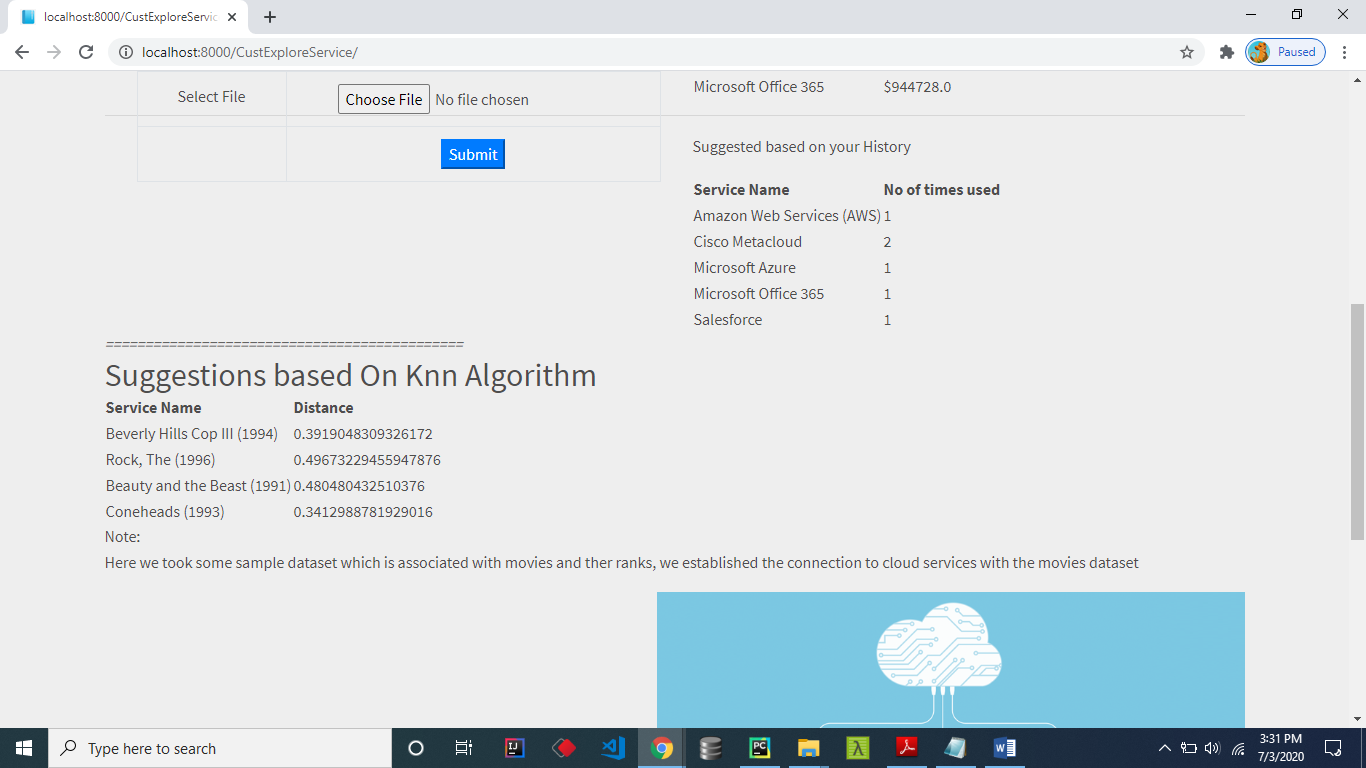 localhost:8000/CustExploreServic
localhost:8000/CustExploreService/
Paused
Select File
Choose File No file chosen
Submit
Microsoft Office 365 $944728.0
Suggested based on your History
Service Name No of times used
Amazon Web Services (AWS) 1
Cisco Metacloud 2
Microsoft Azure 1
Microsoft Office 365 1
Salesforce 1
=============================================
Suggestions based On Knn Algorithm
Service Name Distance
Beverly Hills Cop III (1994) 0.3919048309326172
Rock, The (1996) 0.49673229455947876
Beauty and the Beast (1991) 0.480480432510376
Coneheads (1993) 0.3412988781929016
Note:
Here we took some sample dataset which is associated with movies and ther ranks, we established the connection to cloud services with the movies dataset
Type here to search
IJ
PC
λ
W
3:31 PM
7/3/2020